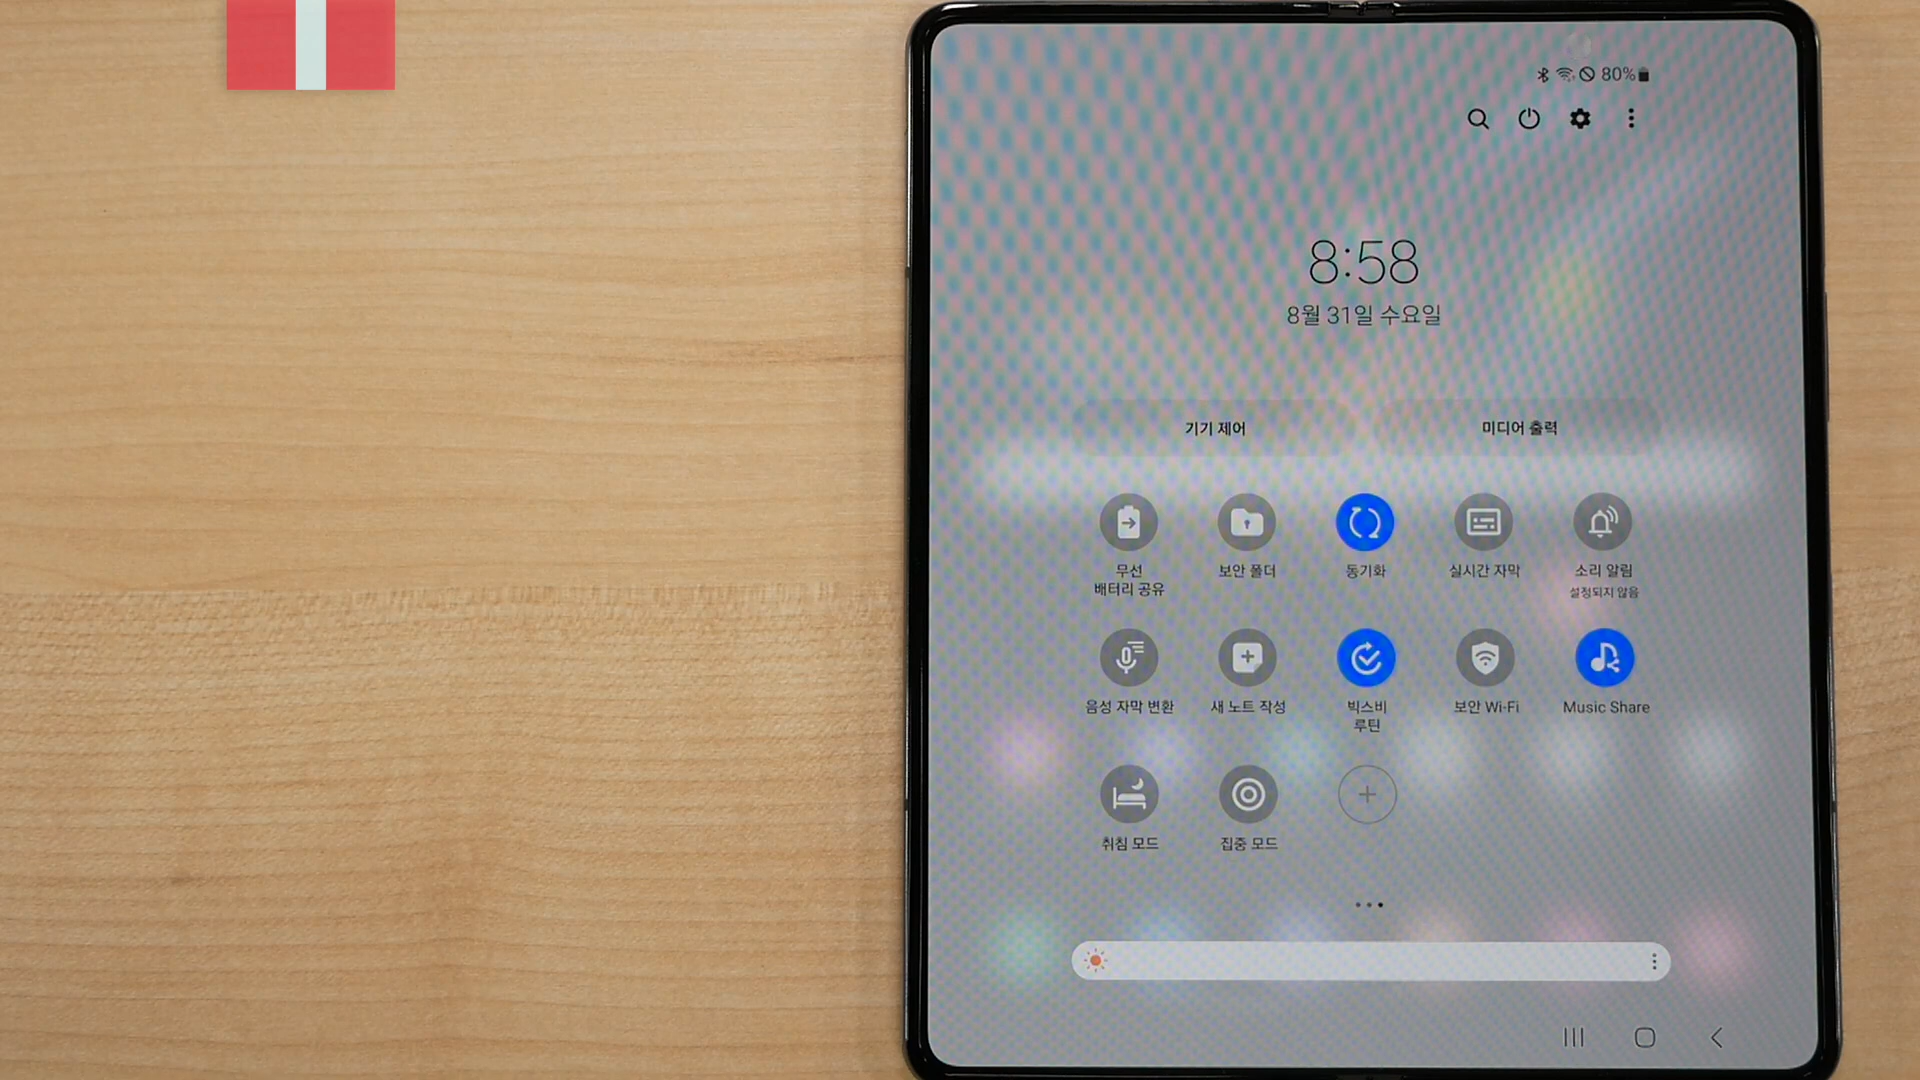 80%
8:58
8월 31일 수요일
기기 제어
미디어 출력
무선
배터리 공유
보안 폴더
동기화
실시간 자막
소리 알림
설정되지 않음
음성 자막 변환
새 노트 작성
빅스비
루틴
보안 Wi-Fi
Music Share
취침 모드
집중 모드